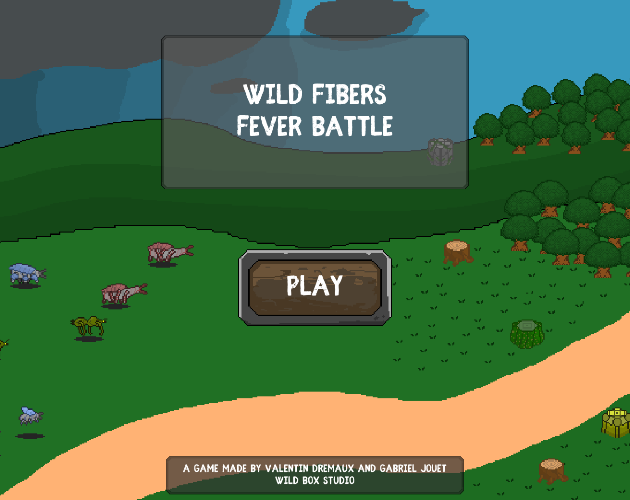 WILD FIBERS
FEVER BATTLE
PLAY
A GAME MADE BY VALENTIN DREMAUX AND GABRIEL JOUET
WILD BOX STUDIO